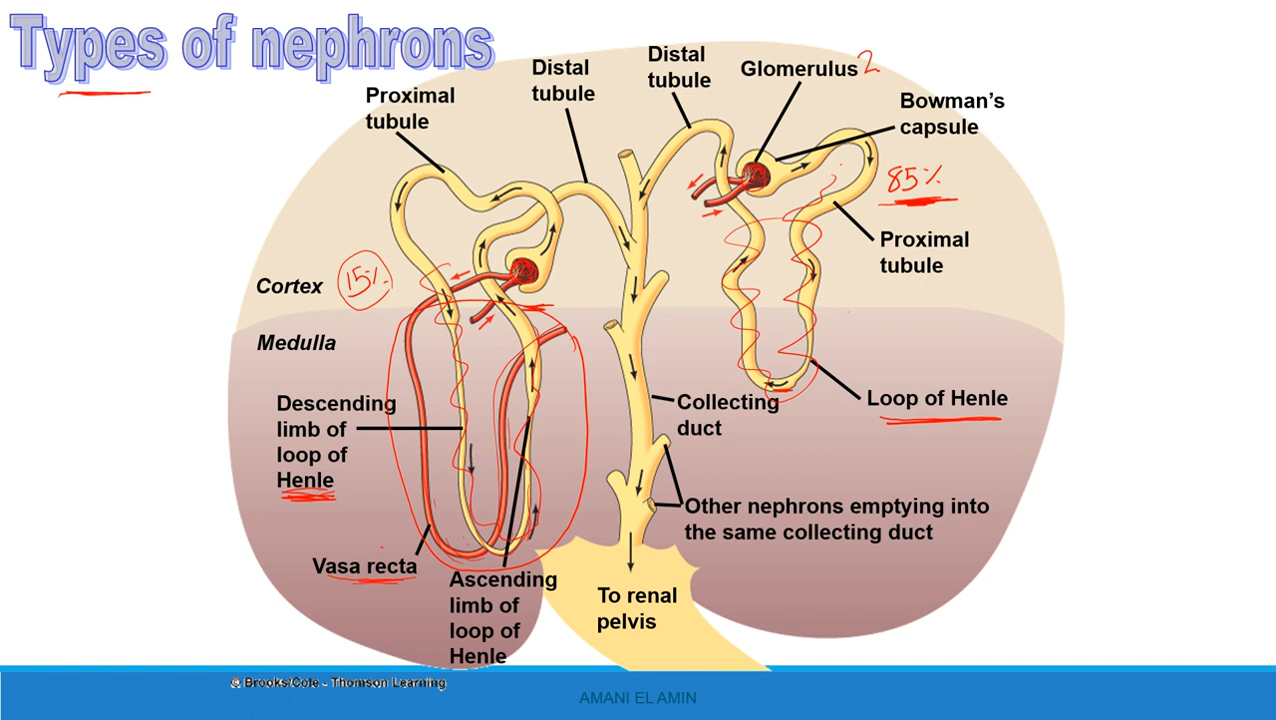 Types of nephrons
Proximal
tubule
Distal
tubule
Distal
tubule
Glomerulus 2
Bowman's
capsule
85%
Proximal
tubule
Cortex
15%
Medulla
Descending
limb of
loop of
Henle
Collecting
duct
Loop of Henle
Other nephrons emptying into
the same collecting duct
Vasa recta
Ascending
limb of
loop of
Henle
To renal
pelvis
© Brooks/Cole - Thomson Learning
AMANI EL AMIN